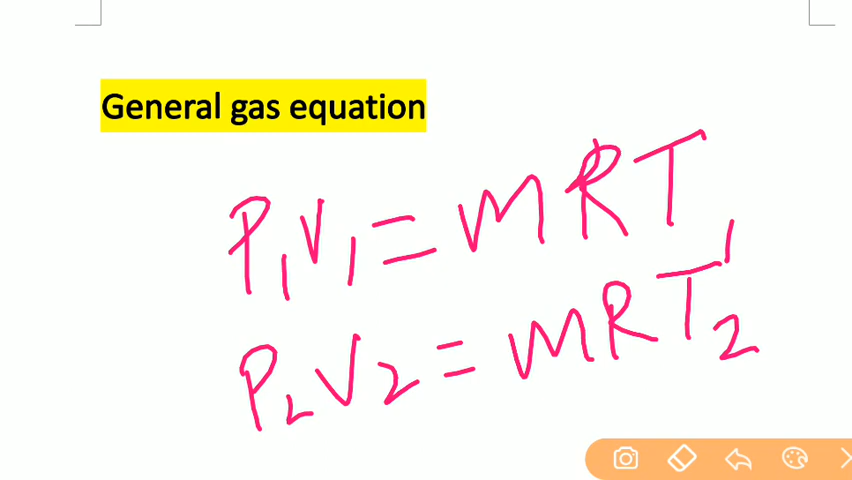 General gas equation
P₁V₁ = MRT₁
P₂V₂ = MRT₂